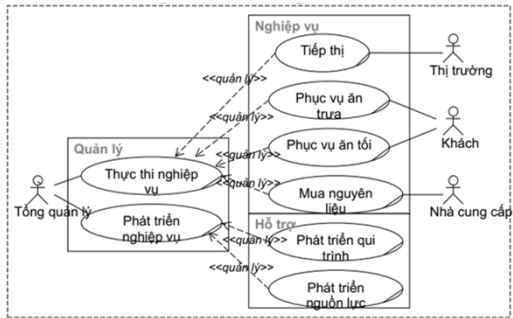 Nghiệp vụ
Tiếp thị
Thị trường
<<quản lý>>
Phục vụ ăn
trưa
<<quản lý>>
Khách
Phục vụ ăn tối
Quản lý
<<quản lý>>
Thực thi nghiệp
vụ
<<quản lý>>
Mua nguyên
liệu
Nhà cung cấp
Tổng quản lý
Phát triển
nghiệp vụ
Hỗ trợ
<<quản lý>>
Phát triển qui
trình
<<quản lý>>
Phát triển
nguồn lực